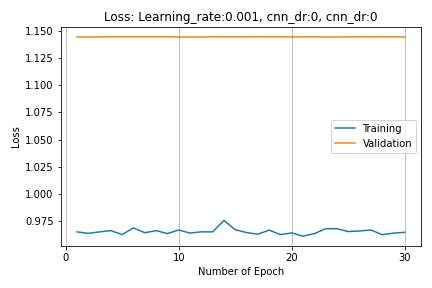 Loss: Learning_rate:0.001, cnn_dr:0, cnn_dr:0
1.150
1.125
1.100
1.075
1.050
1.025
1.000
0.975
Loss
Training
Validation
0
10
20
30
Number of Epoch